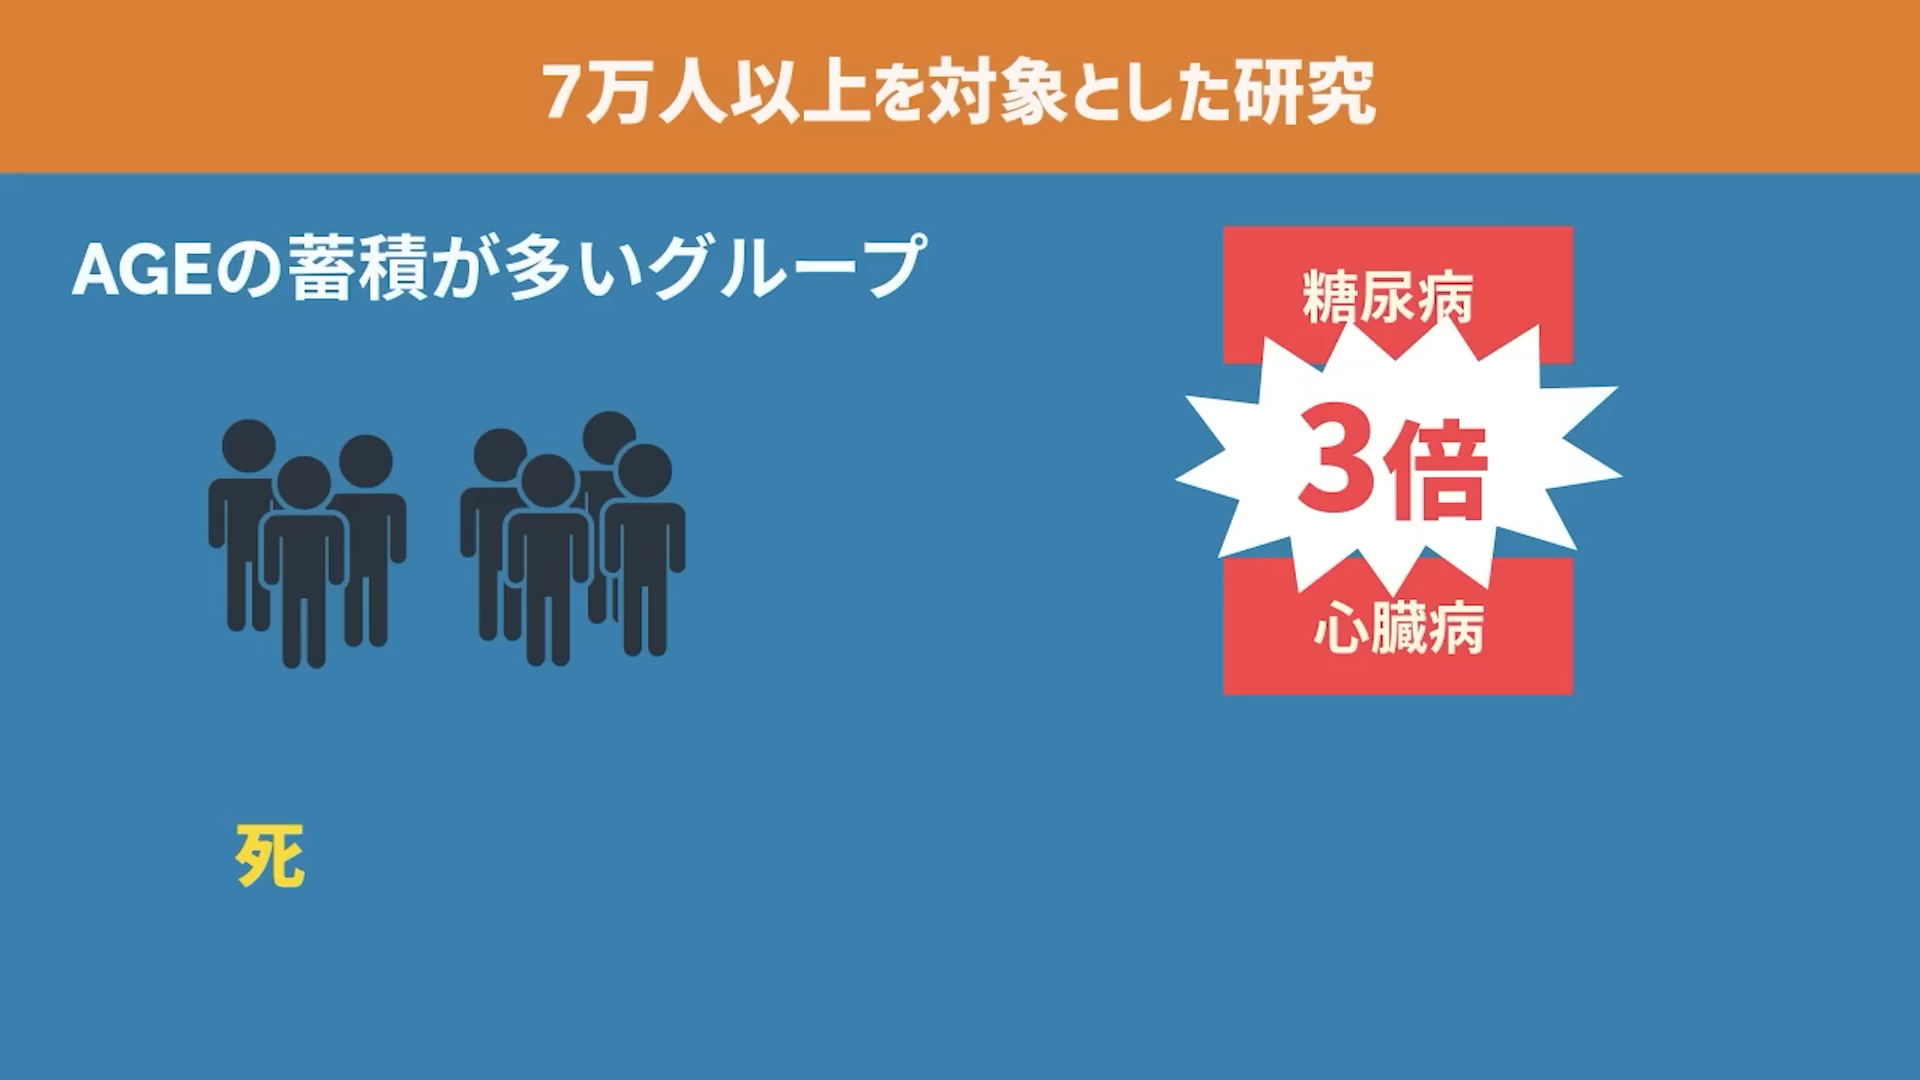 7万人以上を対象とした研究
AGEの蓄積が多いグループ
糖尿病
3倍
心臓病
死